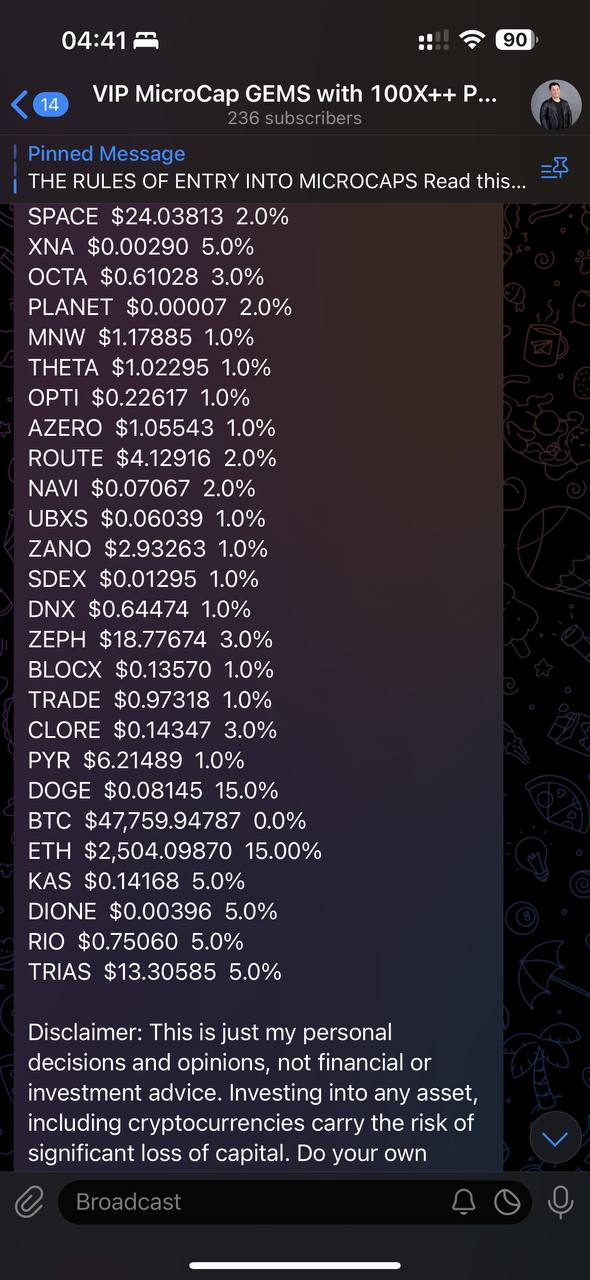 04:41
90
14
VIP MicroCap GEMS with 100X++ P...
236 subscribers
Pinned Message
THE RULES OF ENTRY INTO MICROCAPS Read this...
SPACE $24.03813 2.0%
XNA $0.00290 5.0%
OCTA $0.61028 3.0%
PLANET $0.00007 2.0%
MNW $1.17885 1.0%
THETA $1.02295 1.0%
OPTI $0.22617 1.0%
AZERO $1.05543 1.0%
ROUTE $4.12916 2.0%
NAVI $0.07067 2.0%
UBXS $0.06039 1.0%
ZANO $2.93263 1.0%
SDEX $0.01295 1.0%
DNX $0.64474 1.0%
ZEPH $18.77674 3.0%
BLOCX $0.13570 1.0%
TRADE $0.97318 1.0%
CLORE $0.14347 3.0%
PYR $6.21489 1.0%
DOGE $0.08145 15.0%
BTC $47,759.94787 0.0%
ETH $2,504.09870 15.00%
KAS $0.14168 5.0%
DIONE $0.00396 5.0%
RIO $0.75060 5.0%
TRIAS $13.30585 5.0%
Disclaimer: This is just my personal
decisions and opinions, not financial or
investment advice. Investing into any asset,
including cryptocurrencies carry the risk of
significant loss of capital. Do your own
Broadcast